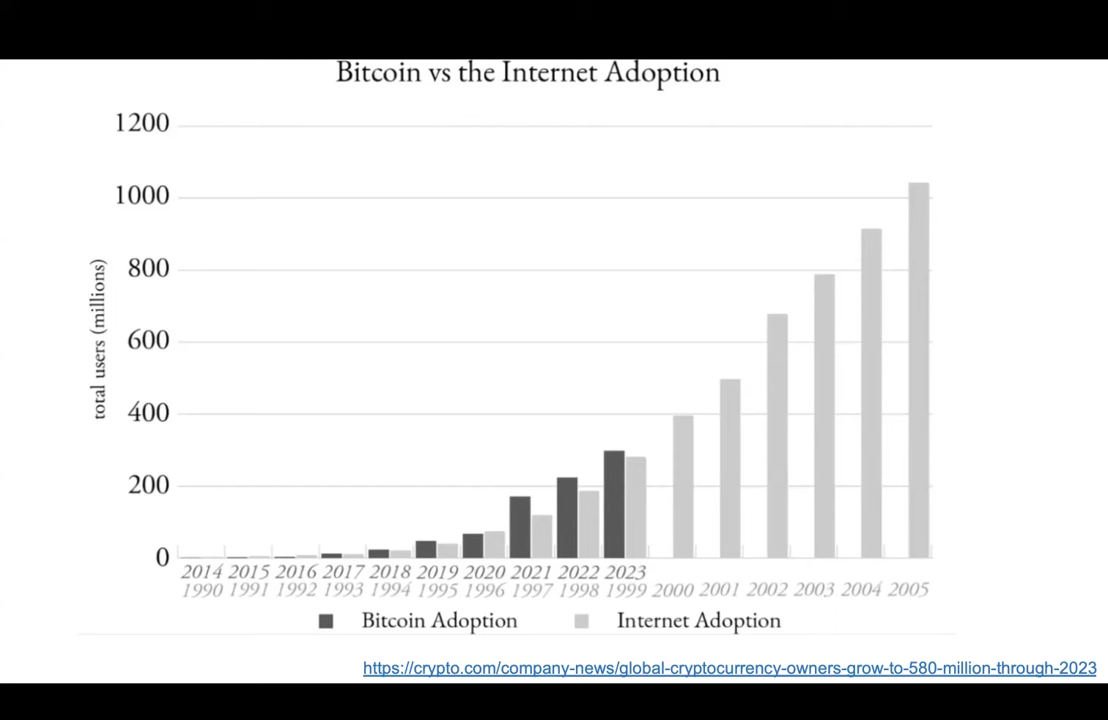 Bitcoin vs the Internet Adoption
1200
1000
800
600
400
200
0
total users (millions)
2014 2015 2016 2017 2018 2019 2020 2021 2022 2023
1990 1991 1992 1993 1994 1995 1996 1997 1998 1999 2000 2001 2002 2003 2004 2005
Bitcoin Adoption Internet Adoption
https://crypto.com/company-news/global-cryptocurrency-owners-grow-to-580-million-through-2023